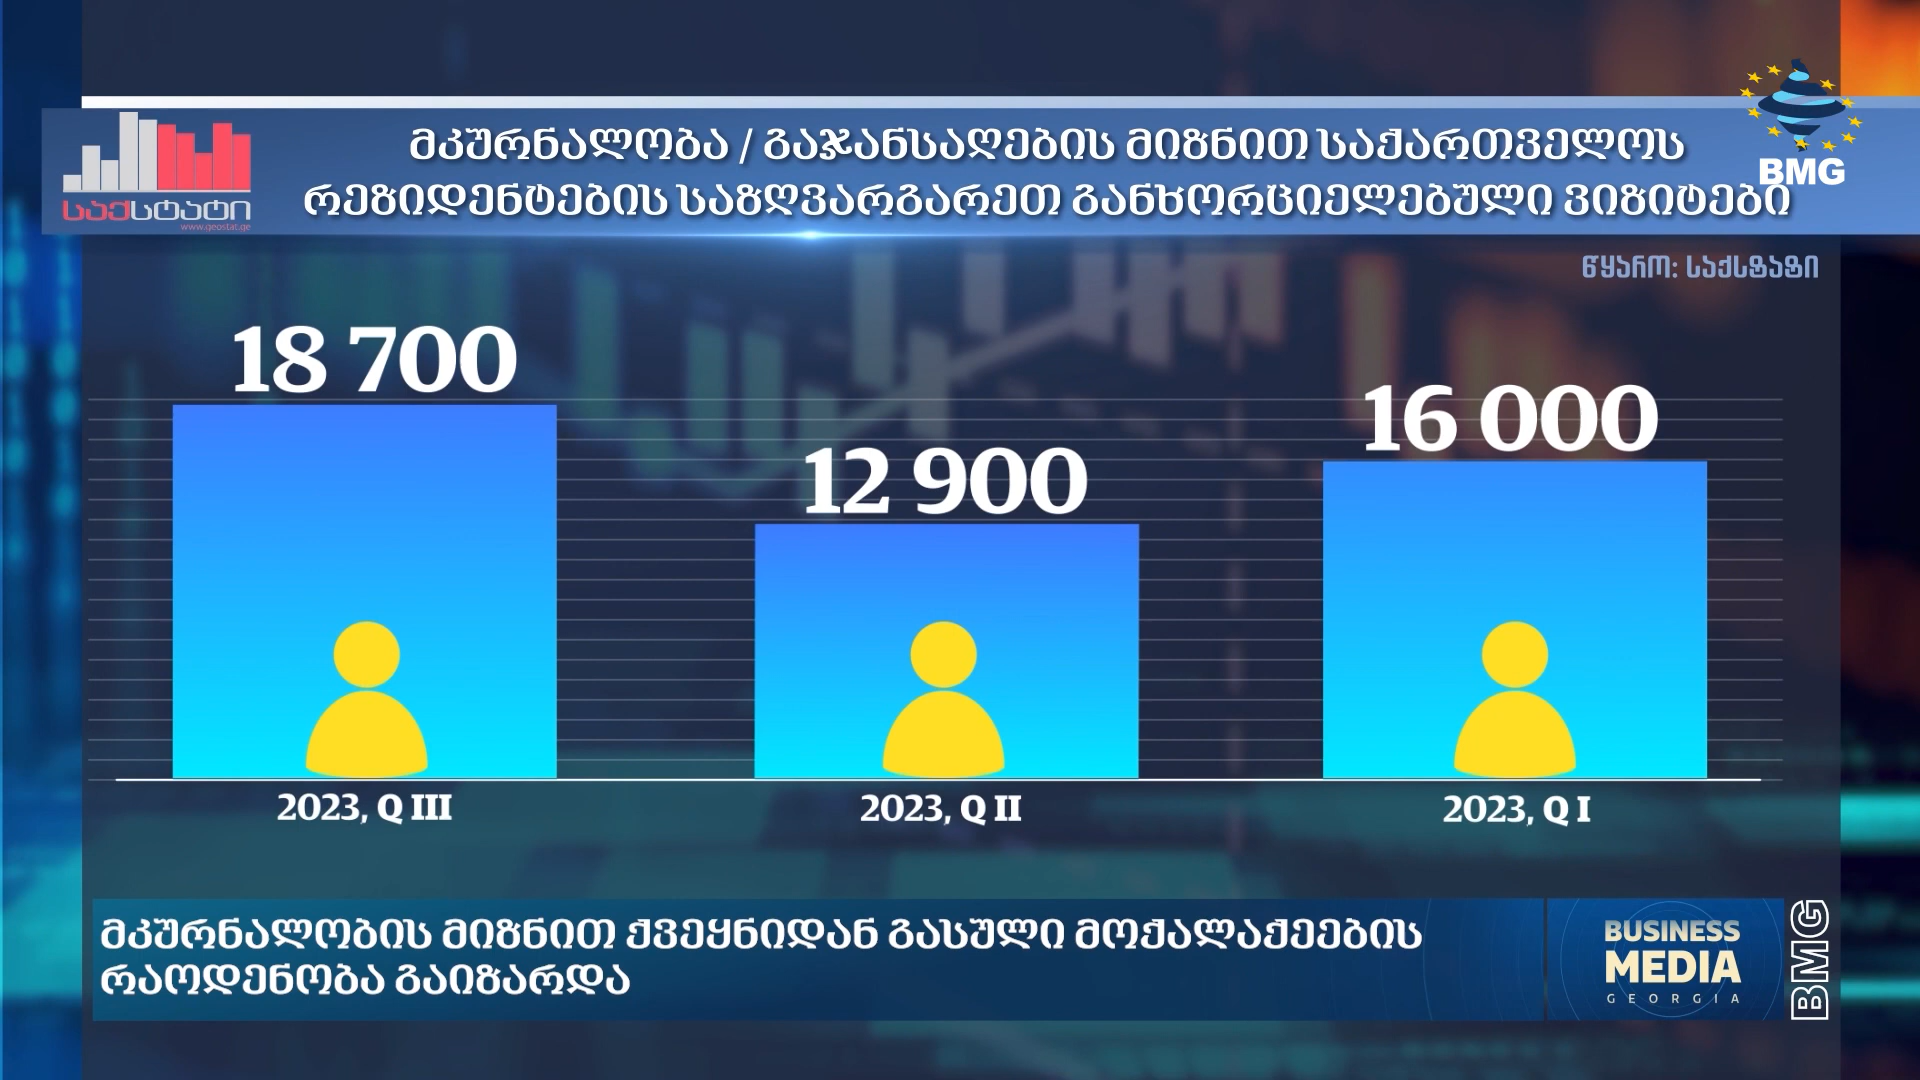 მკურნალობა / გაჯანსაღების მიზნით საქართველოს
რეზიდენტების საზღვარგარეთ განხორციელებული ვიზიტები
საქსტატი
www.geostat.ge
BMG
წყარო: საქსტატი
18 700
12 900
16 000
2023, Q III
2023, Q II
2023, Q I
მკურნალობის მიზნით ქვეყნიდან გასული მოქალაქეების
რაოდენობა გაიზარდა
BUSINESS
MEDIA
GEORGIA
BMG